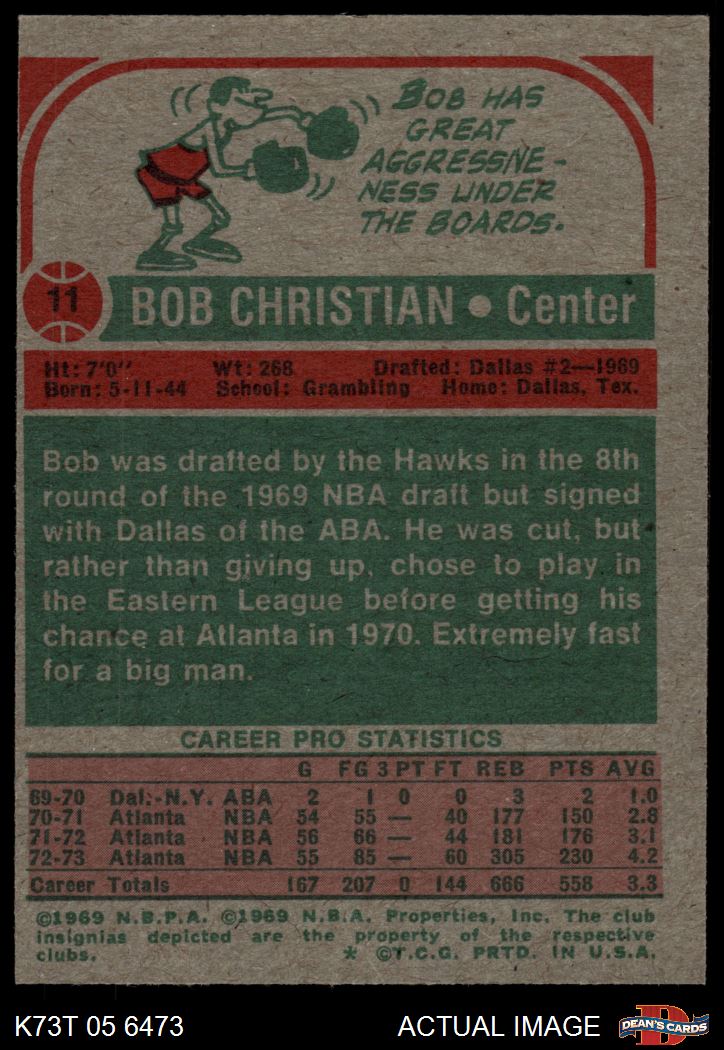 BOB HAS
GREAT
AGGRESSIVE-
NESS UNDER
THE BOARDS.
11 BOB CHRISTIAN ● Center
Ht: 7'0" Wt: 268 Drafted: Dallas #2—1969
Born: 5-11-44 School: Grambling Home: Dallas, Tex.
Bob was drafted by the Hawks in the 8th
round of the 1969 NBA draft but signed
with Dallas of the ABA. He was cut, but
rather than giving up, chose to play in
the Eastern League before getting his
chance at Atlanta in 1970. Extremely fast
for a big man.
CAREER PRO STATISTICS
G FG 3 PT FT REB PTS AVG
69-70 Dal.-N.Y. ABA 2 1 0 0 3 2 1.0
70-71 Atlanta NBA 54 55 — 40 177 150 2.8
71-72 Atlanta NBA 56 66 — 44 181 176 3.1
72-73 Atlanta NBA 55 85 — 60 305 230 4.2
Career Totals 167 207 0 144 666 558 3.3
©1969 N.B.P.A. ©1969 N.B.A. Properties, Inc. The club
insignias depicted are the property of the respective
clubs. * ©T.C.G. PRTD. IN U.S.A.
K73T 05 6473 ACTUAL IMAGE D DEAN'S CARDS